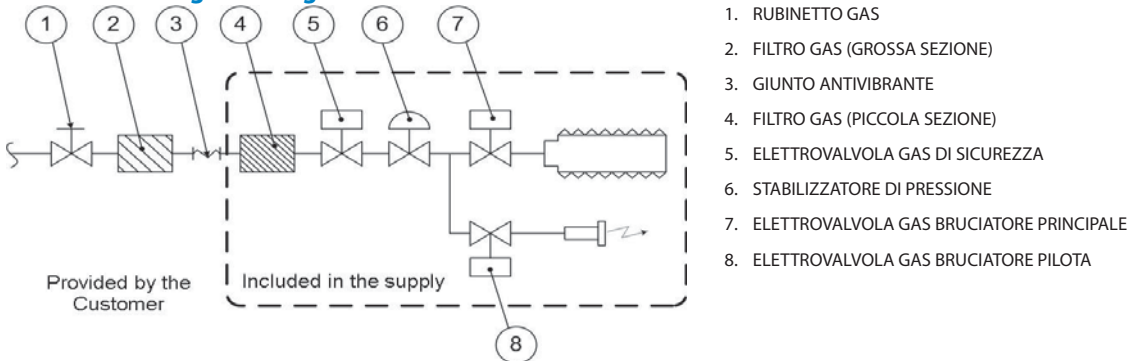 1 2 3 4 5 6 7
Provided by the
Customer
Included in the supply
8
1. RUBINETTO GAS
2. FILTRO GAS (GROSSA SEZIONE)
3. GIUNTO ANTIVIBRANTE
4. FILTRO GAS (PICCOLA SEZIONE)
5. ELETTROVALVOLA GAS DI SICUREZZA
6. STABILIZZATORE DI PRESSIONE
7. ELETTROVALVOLA GAS BRUCIATORE PRINCIPALE
8. ELETTROVALVOLA GAS BRUCIATORE PILOTA